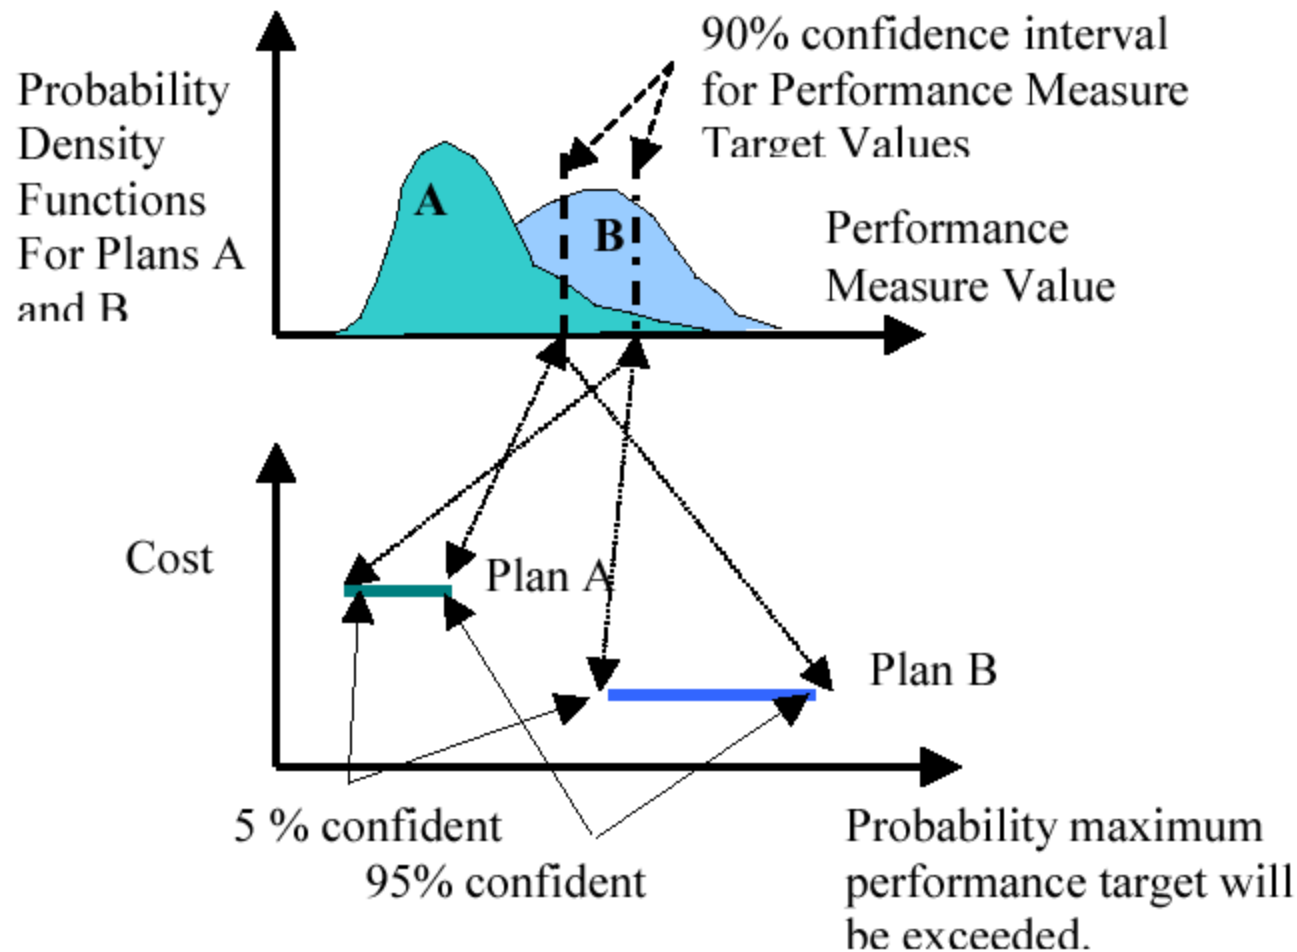 90% confidence interval
for Performance Measure
Target Values
Probability
Density
Functions
For Plans A
and B
A
B
Performance
Measure Value
Cost
Plan A
Plan B
5 % confident
95% confident
Probability maximum
performance target will
be exceeded.